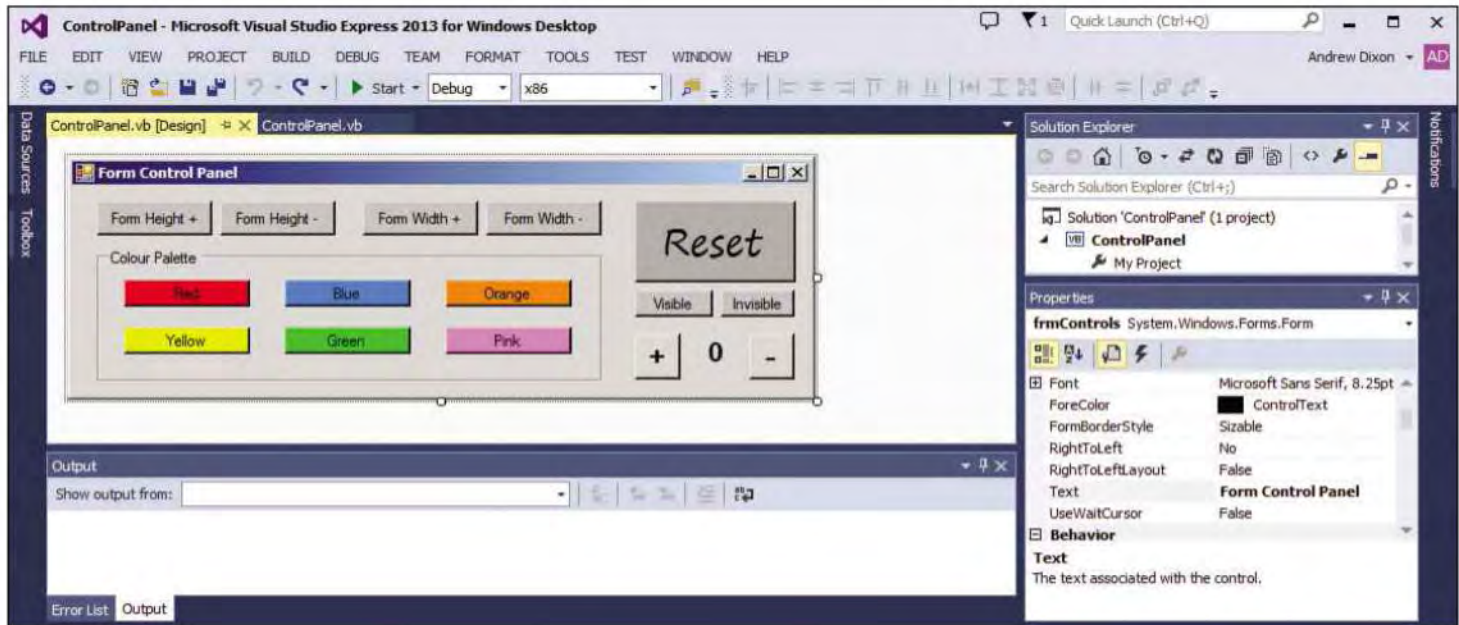 ControlPanel - Microsoft Visual Studio Express 2013 for Windows Desktop
1
Quick Launch (Ctrl+Q)
FILE EDIT VIEW PROJECT BUILD DEBUG TEAM FORMAT TOOLS TEST WINDOW HELP
Andrew Dixon
AD
Start
Debug
x86
Data Sources
Toolbox
ControlPanel.vb [Design]
ControlPanel.vb
Form Control Panel
Form Height +
Form Height -
Form Width +
Form Width -
Reset
Colour Palette
Red
Blue
Orange
Yellow
Green
Pink
Visible
Invisible
+
0
-
Output
Show output from:
Error List
Output
Solution Explorer
Search Solution Explorer (Ctrl+;)
Solution 'ControlPanel' (1 project)
VB ControlPanel
My Project
Properties
frmControls System.Windows.Forms.Form
Font Microsoft Sans Serif, 8.25pt
ForeColor ControlText
FormBorderStyle Sizable
RightToLeft No
RightToLeftLayout False
Text Form Control Panel
UseWaitCursor False
Behavior
Text
The text associated with the control.
Notifications